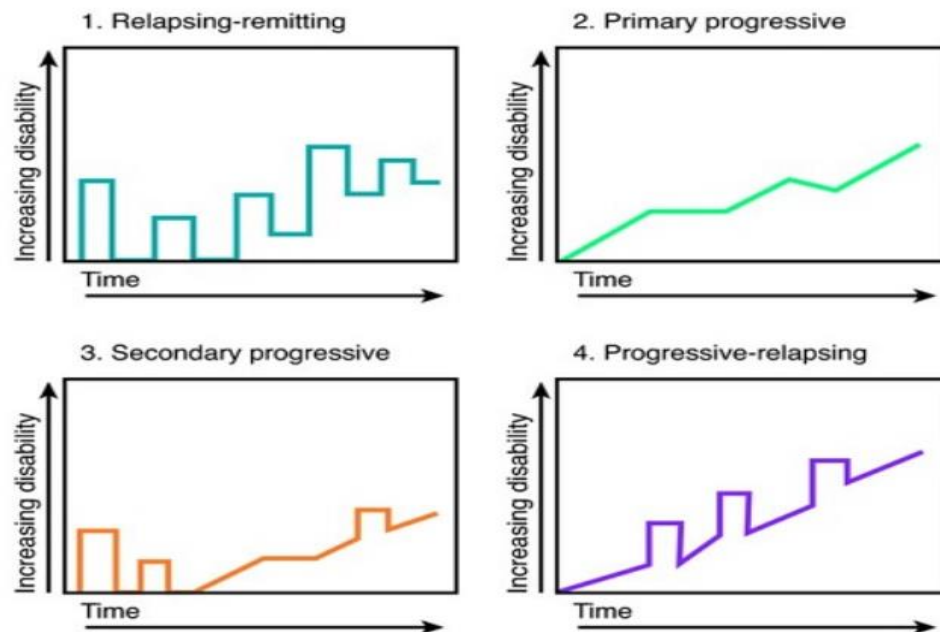 1. Relapsing-remitting
Increasing disability
Time
2. Primary progressive
Increasing disability
Time
3. Secondary progressive
Increasing disability
Time
4. Progressive-relapsing
Increasing disability
Time